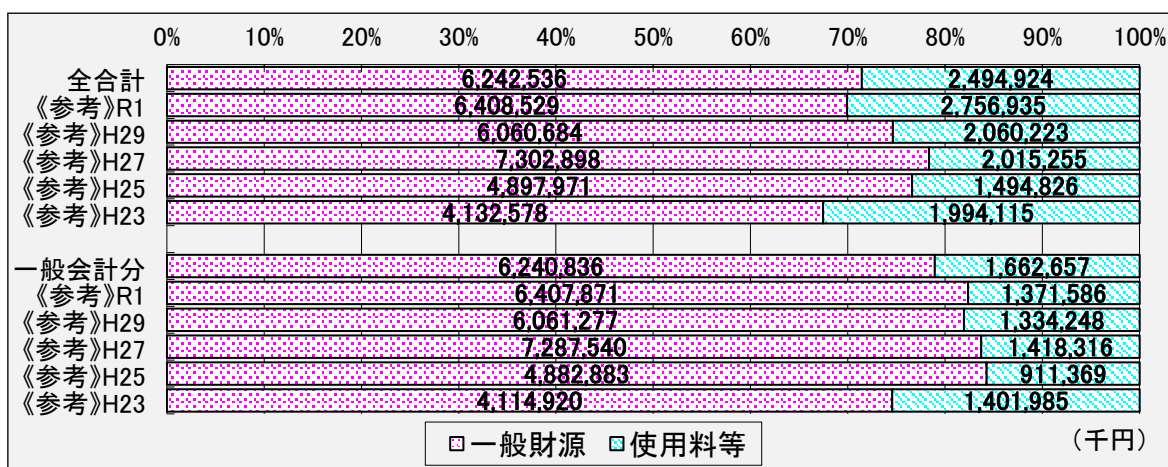 0% 10% 20% 30% 40% 50% 60% 70% 80% 90% 100%
全合計 6,242,536 2,494,924
《参考》R1 6,408,529 2,756,935
《参考》H29 6,060,684 2,060,223
《参考》H27 7,302,898 2,015,255
《参考》H25 4,897,971 1,494,826
《参考》H23 4,132,578 1,994,115
一般会計分 6,240,836 1,662,657
《参考》R1 6,407,871 1,371,586
《参考》H29 6,061,277 1,334,248
《参考》H27 7,287,540 1,418,316
《参考》H25 4,882,883 911,369
《参考》H23 4,114,920 1,401,985
一般財源 使用料等 (千円)